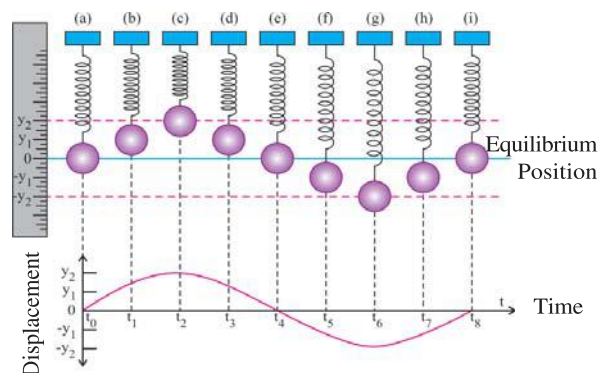 (a) (b) (c) (d) (e) (f) (g) (h) (i)
y₂
y₁
0
-y₁
-y₂
Equilibrium
Position
Displacement
y₂
y₁
0
-y₁
-y₂
t₀ t₁ t₂ t₃ t₄ t₅ t₆ t₇ t₈
t
Time